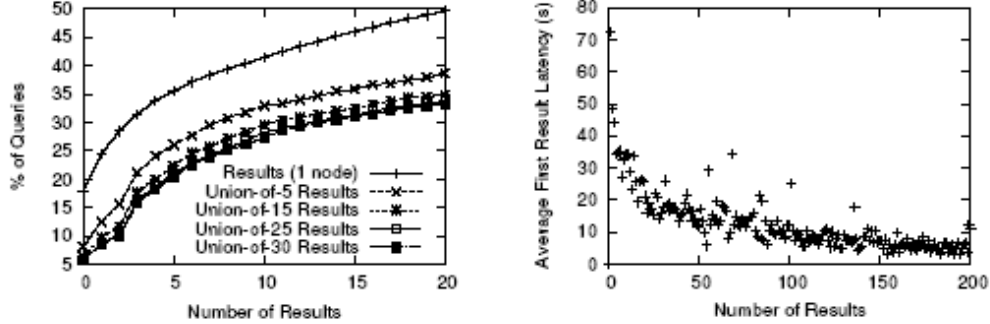 50
45
40
35
30
25
20
15
10
5
% of Queries
Results (1 node)
Union-of-5 Results
Union-of-15 Results
Union-of-25 Results
Union-of-30 Results
0 5 10 15 20
Number of Results
80
70
60
50
40
30
20
10
0
Average First Result Latency (s)
0 50 100 150 200
Number of Results